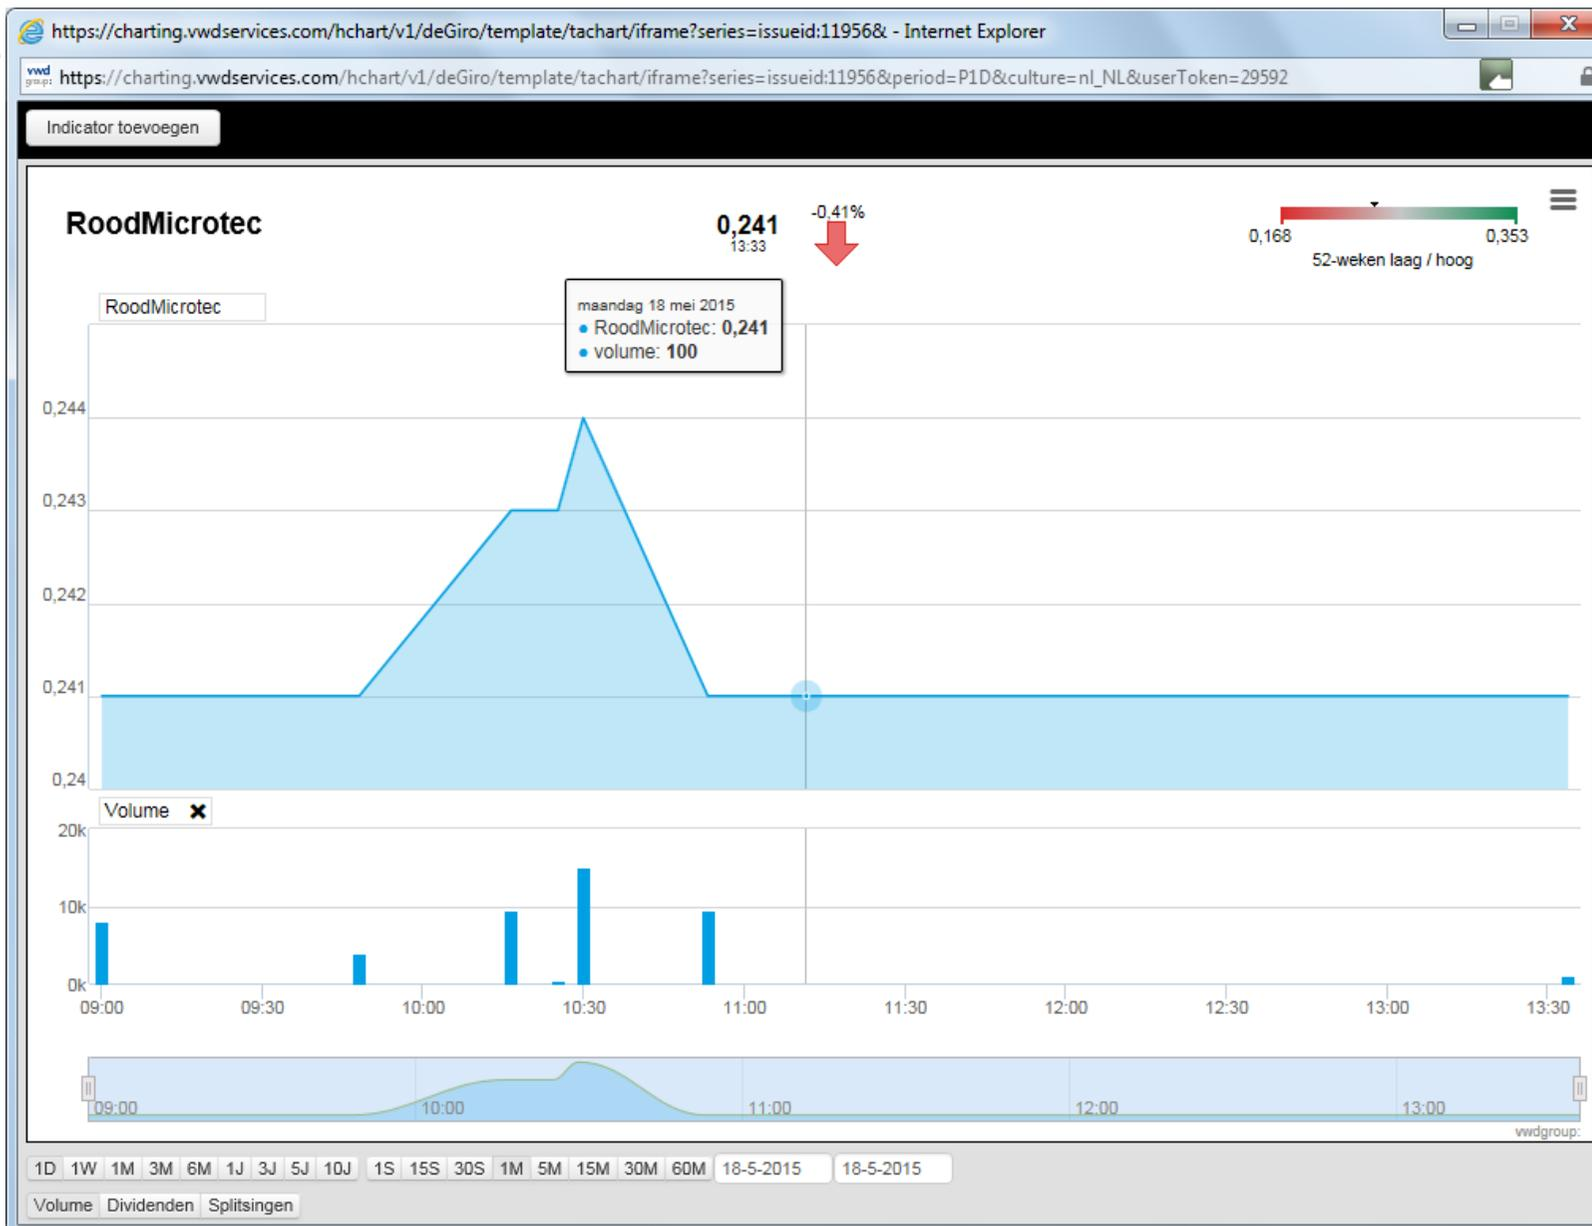 https://charting.vwdservices.com/hchart/v1/deGiro/template/tachart/iframe?series=issueid:11956& - Internet Explorer
vwd group: https://charting.vwdservices.com/hchart/v1/deGiro/template/tachart/iframe?series=issueid:11956&period=P1D&culture=nl_NL&userToken=29592
Indicator toevoegen
RoodMicrotec
0,241
13:33
-0,41%
0,168 0,353
52-weken laag / hoog
RoodMicrotec
maandag 18 mei 2015
RoodMicrotec: 0,241
volume: 100
0,244
0,243
0,242
0,241
0,24
Volume
20k
10k
0k
09:00 09:30 10:00 10:30 11:00 11:30 12:00 12:30 13:00 13:30
09:00 10:00 11:00 12:00 13:00
vwdgroup:
1D 1W 1M 3M 6M 1J 3J 5J 10J 1S 15S 30S 1M 5M 15M 30M 60M 18-5-2015 18-5-2015
Volume Dividenden Splitsingen